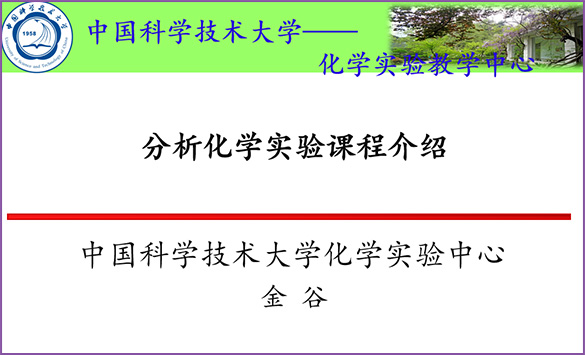 中国科学技术大学——
化学实验教学中心
1958
分析化学实验课程介绍
中国科学技术大学化学实验中心
金 谷